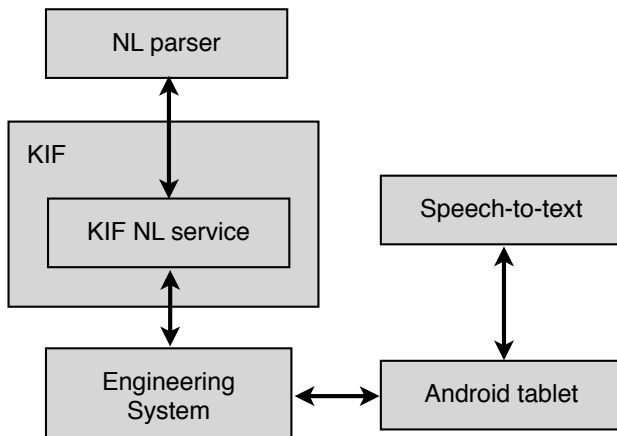 NL parser
KIF
KIF NL service
Speech-to-text
Engineering
System
Android tablet